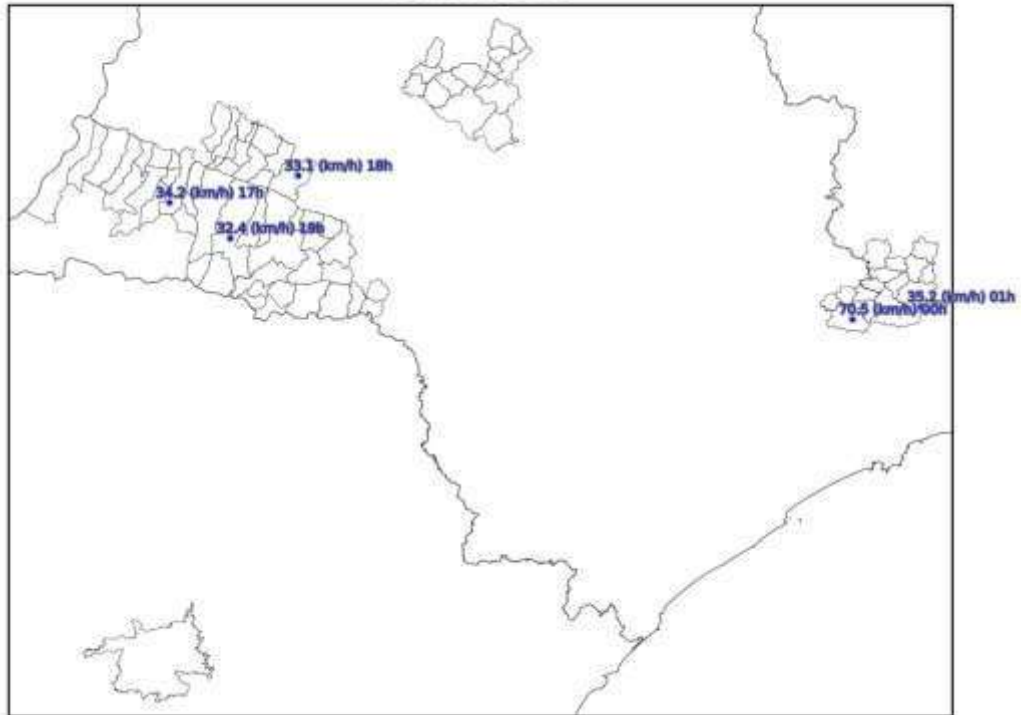 33.1 (km/h) 18h
34.2 (km/h) 17h
32.4 (km/h) 18h
35.2 (km/h) 01h
70.5 (km/h) 00h